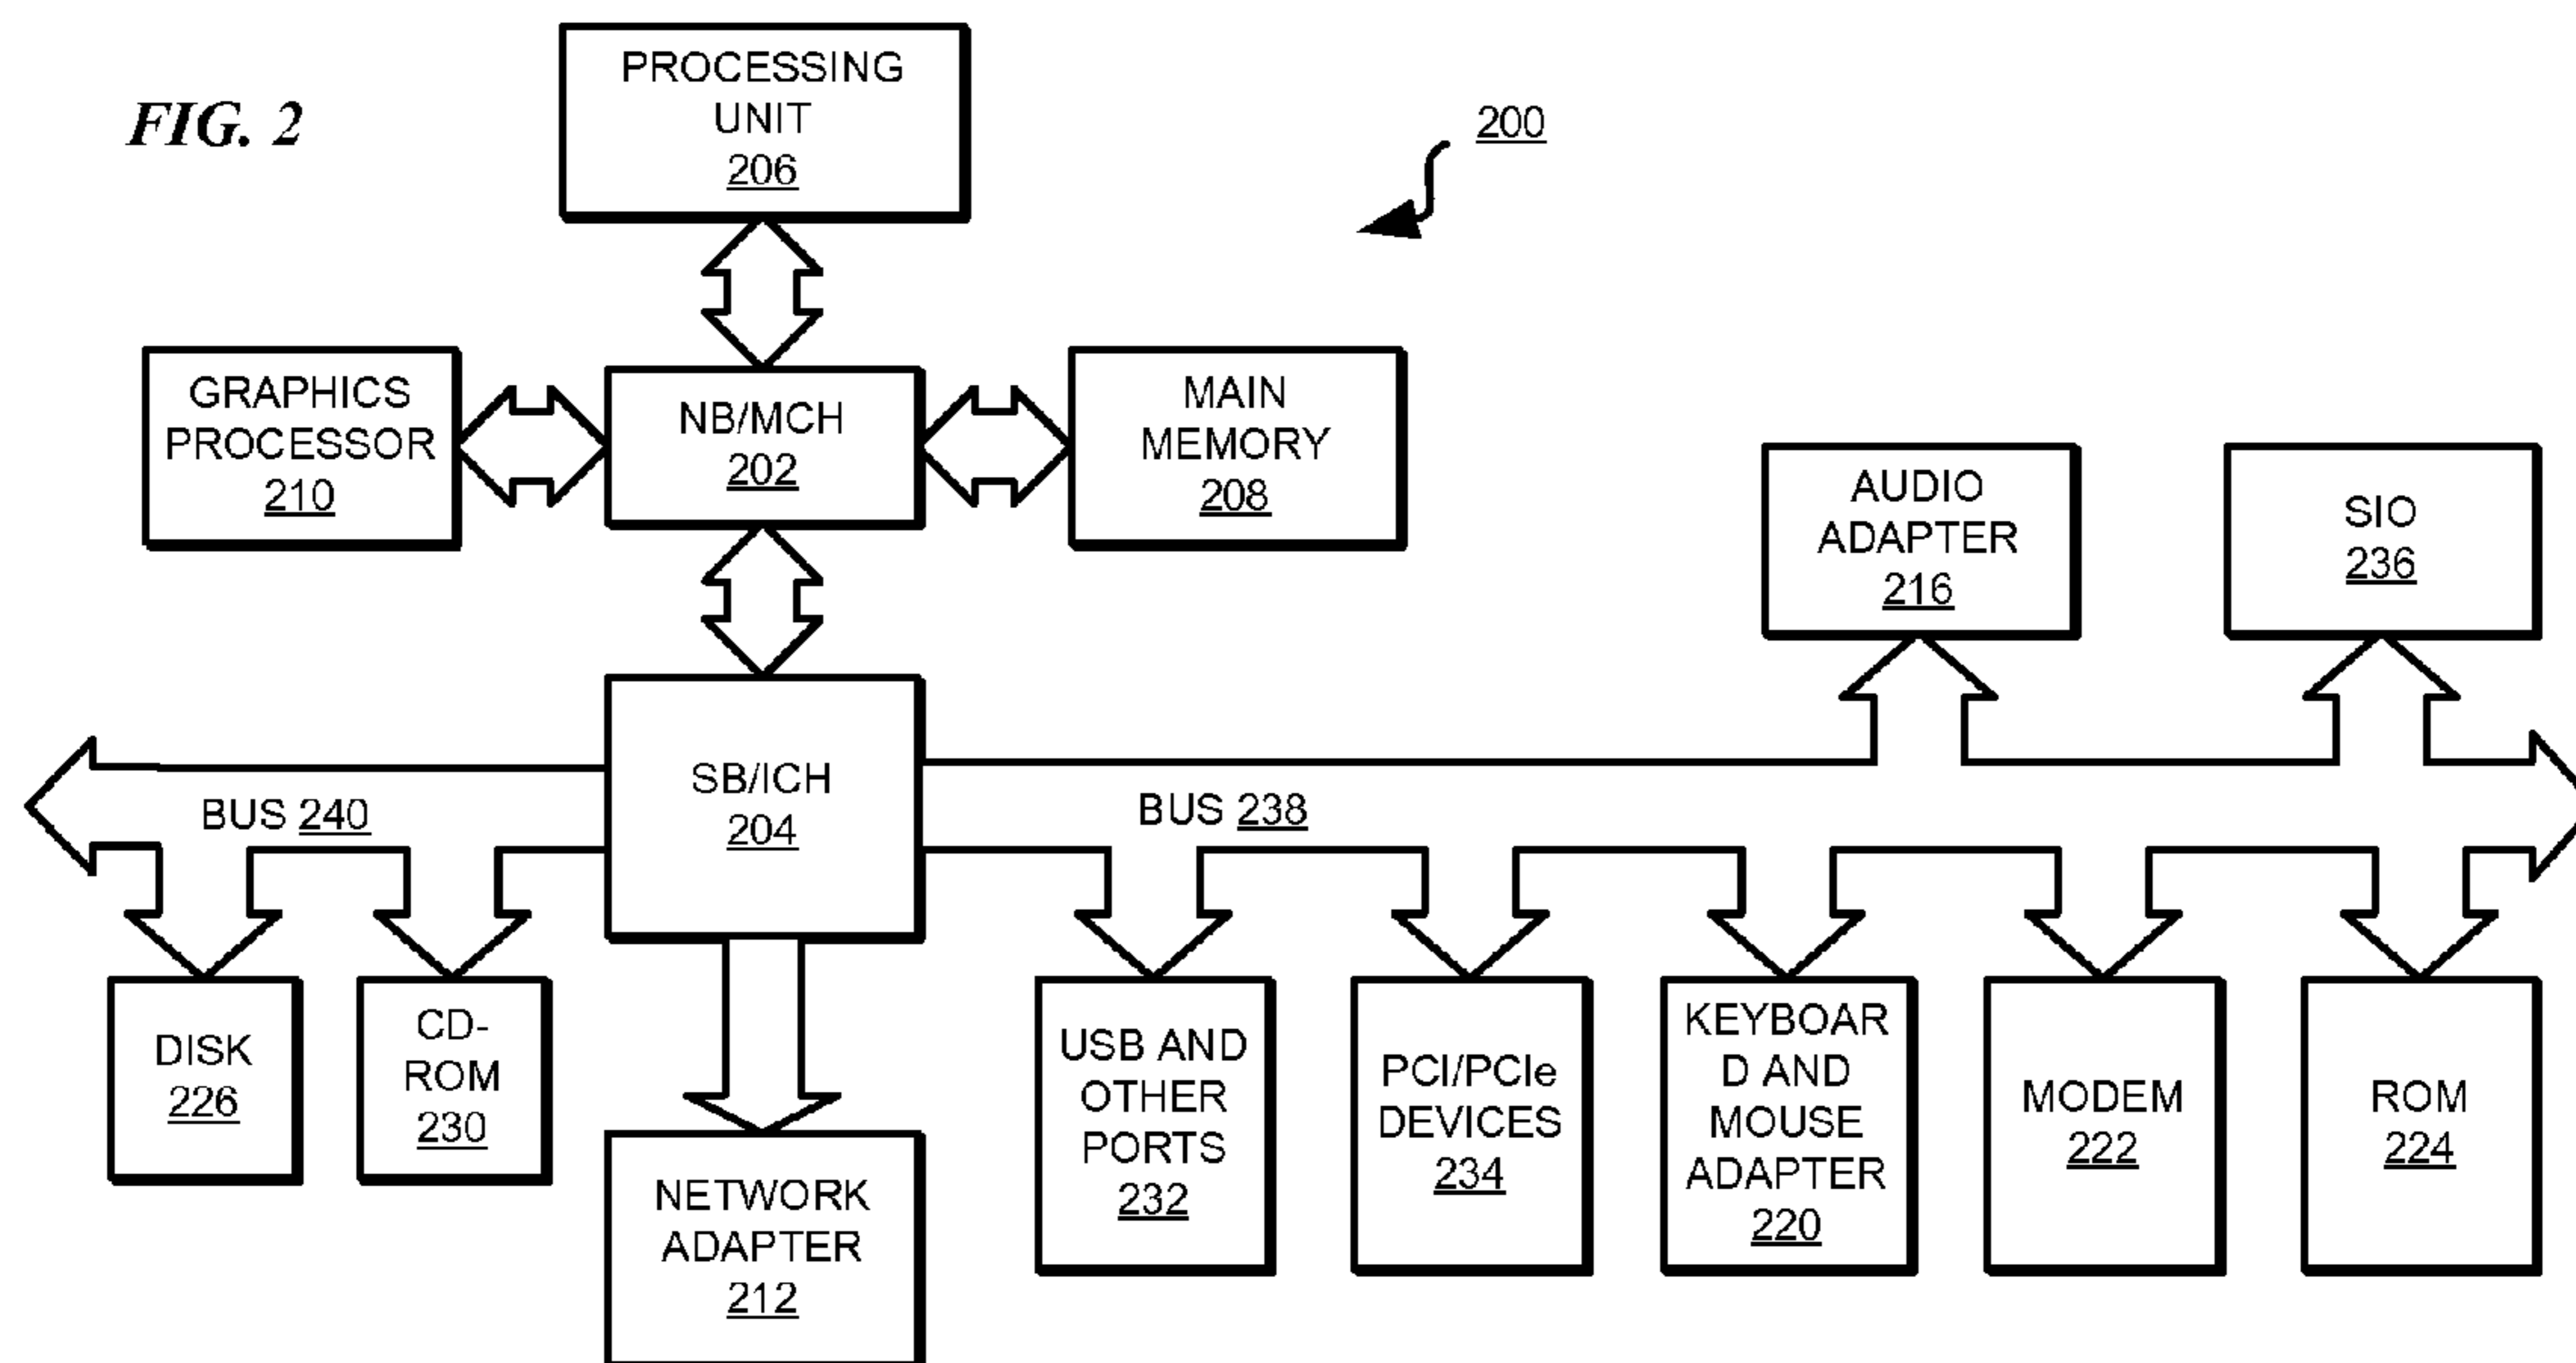 FIG. 2
PROCESSING
UNIT
206
200
GRAPHICS
PROCESSOR
210
NB/MCH
202
MAIN
MEMORY
208
AUDIO
ADAPTER
216
SIO
236
SB/ICH
204
BUS 240
BUS 238
DISK
226
CD-
ROM
230
NETWORK
ADAPTER
212
USB AND
OTHER
PORTS
232
PCI/PCIe
DEVICES
234
KEYBOAR
D AND
MOUSE
ADAPTER
220
MODEM
222
ROM
224